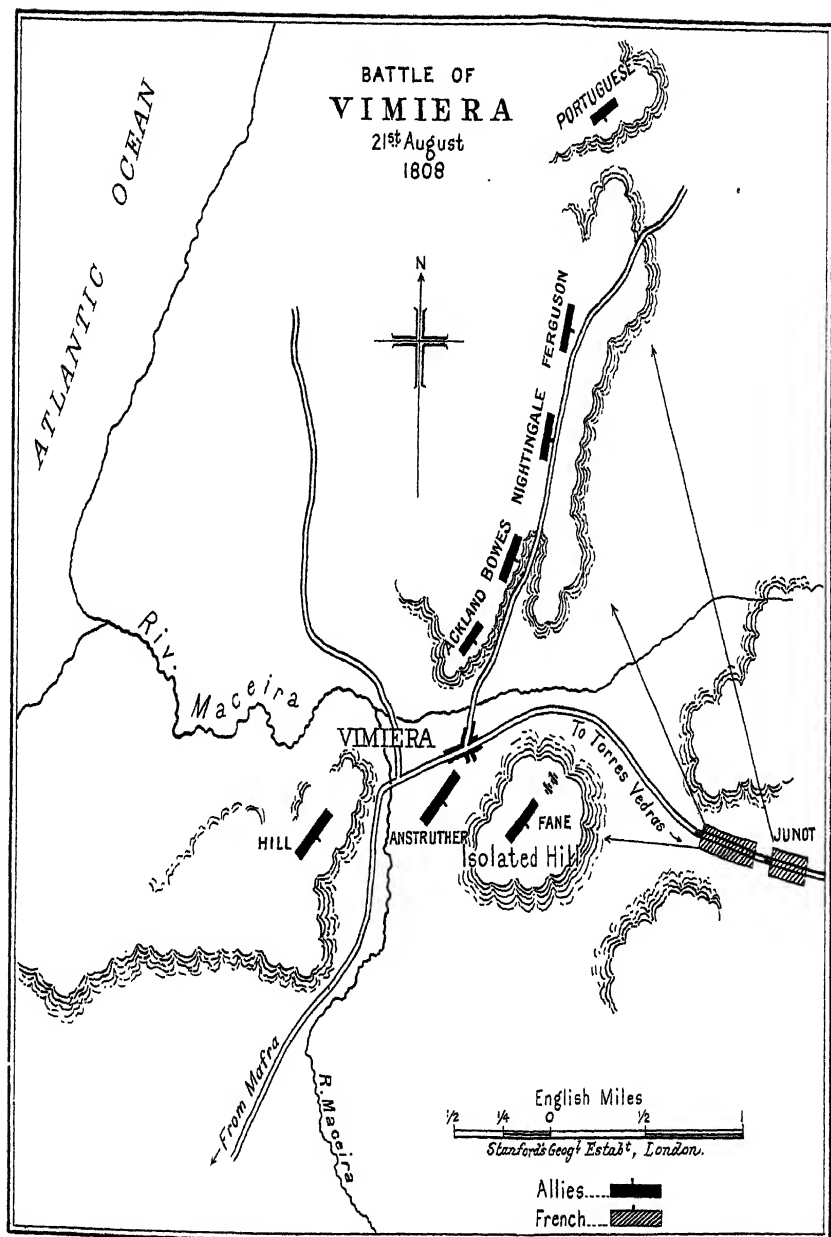 BATTLE OF
VIMIERA
21st August
1808
PORTUGUESE
ATLANTIC OCEAN
N
FERGUSON
NIGHTINGALE
BOWES
ACKLAND
Riv. Maceira
VIMIERA
To Torres Vedras
HILL
ANSTRUTHER
FANE
Isolated Hill
JUNOT
From Mafra
R. Maceira
English Miles
1/2 1/4 0 1/2 1
Stanford's Geogl. Estabt, London.
Allies....
French....